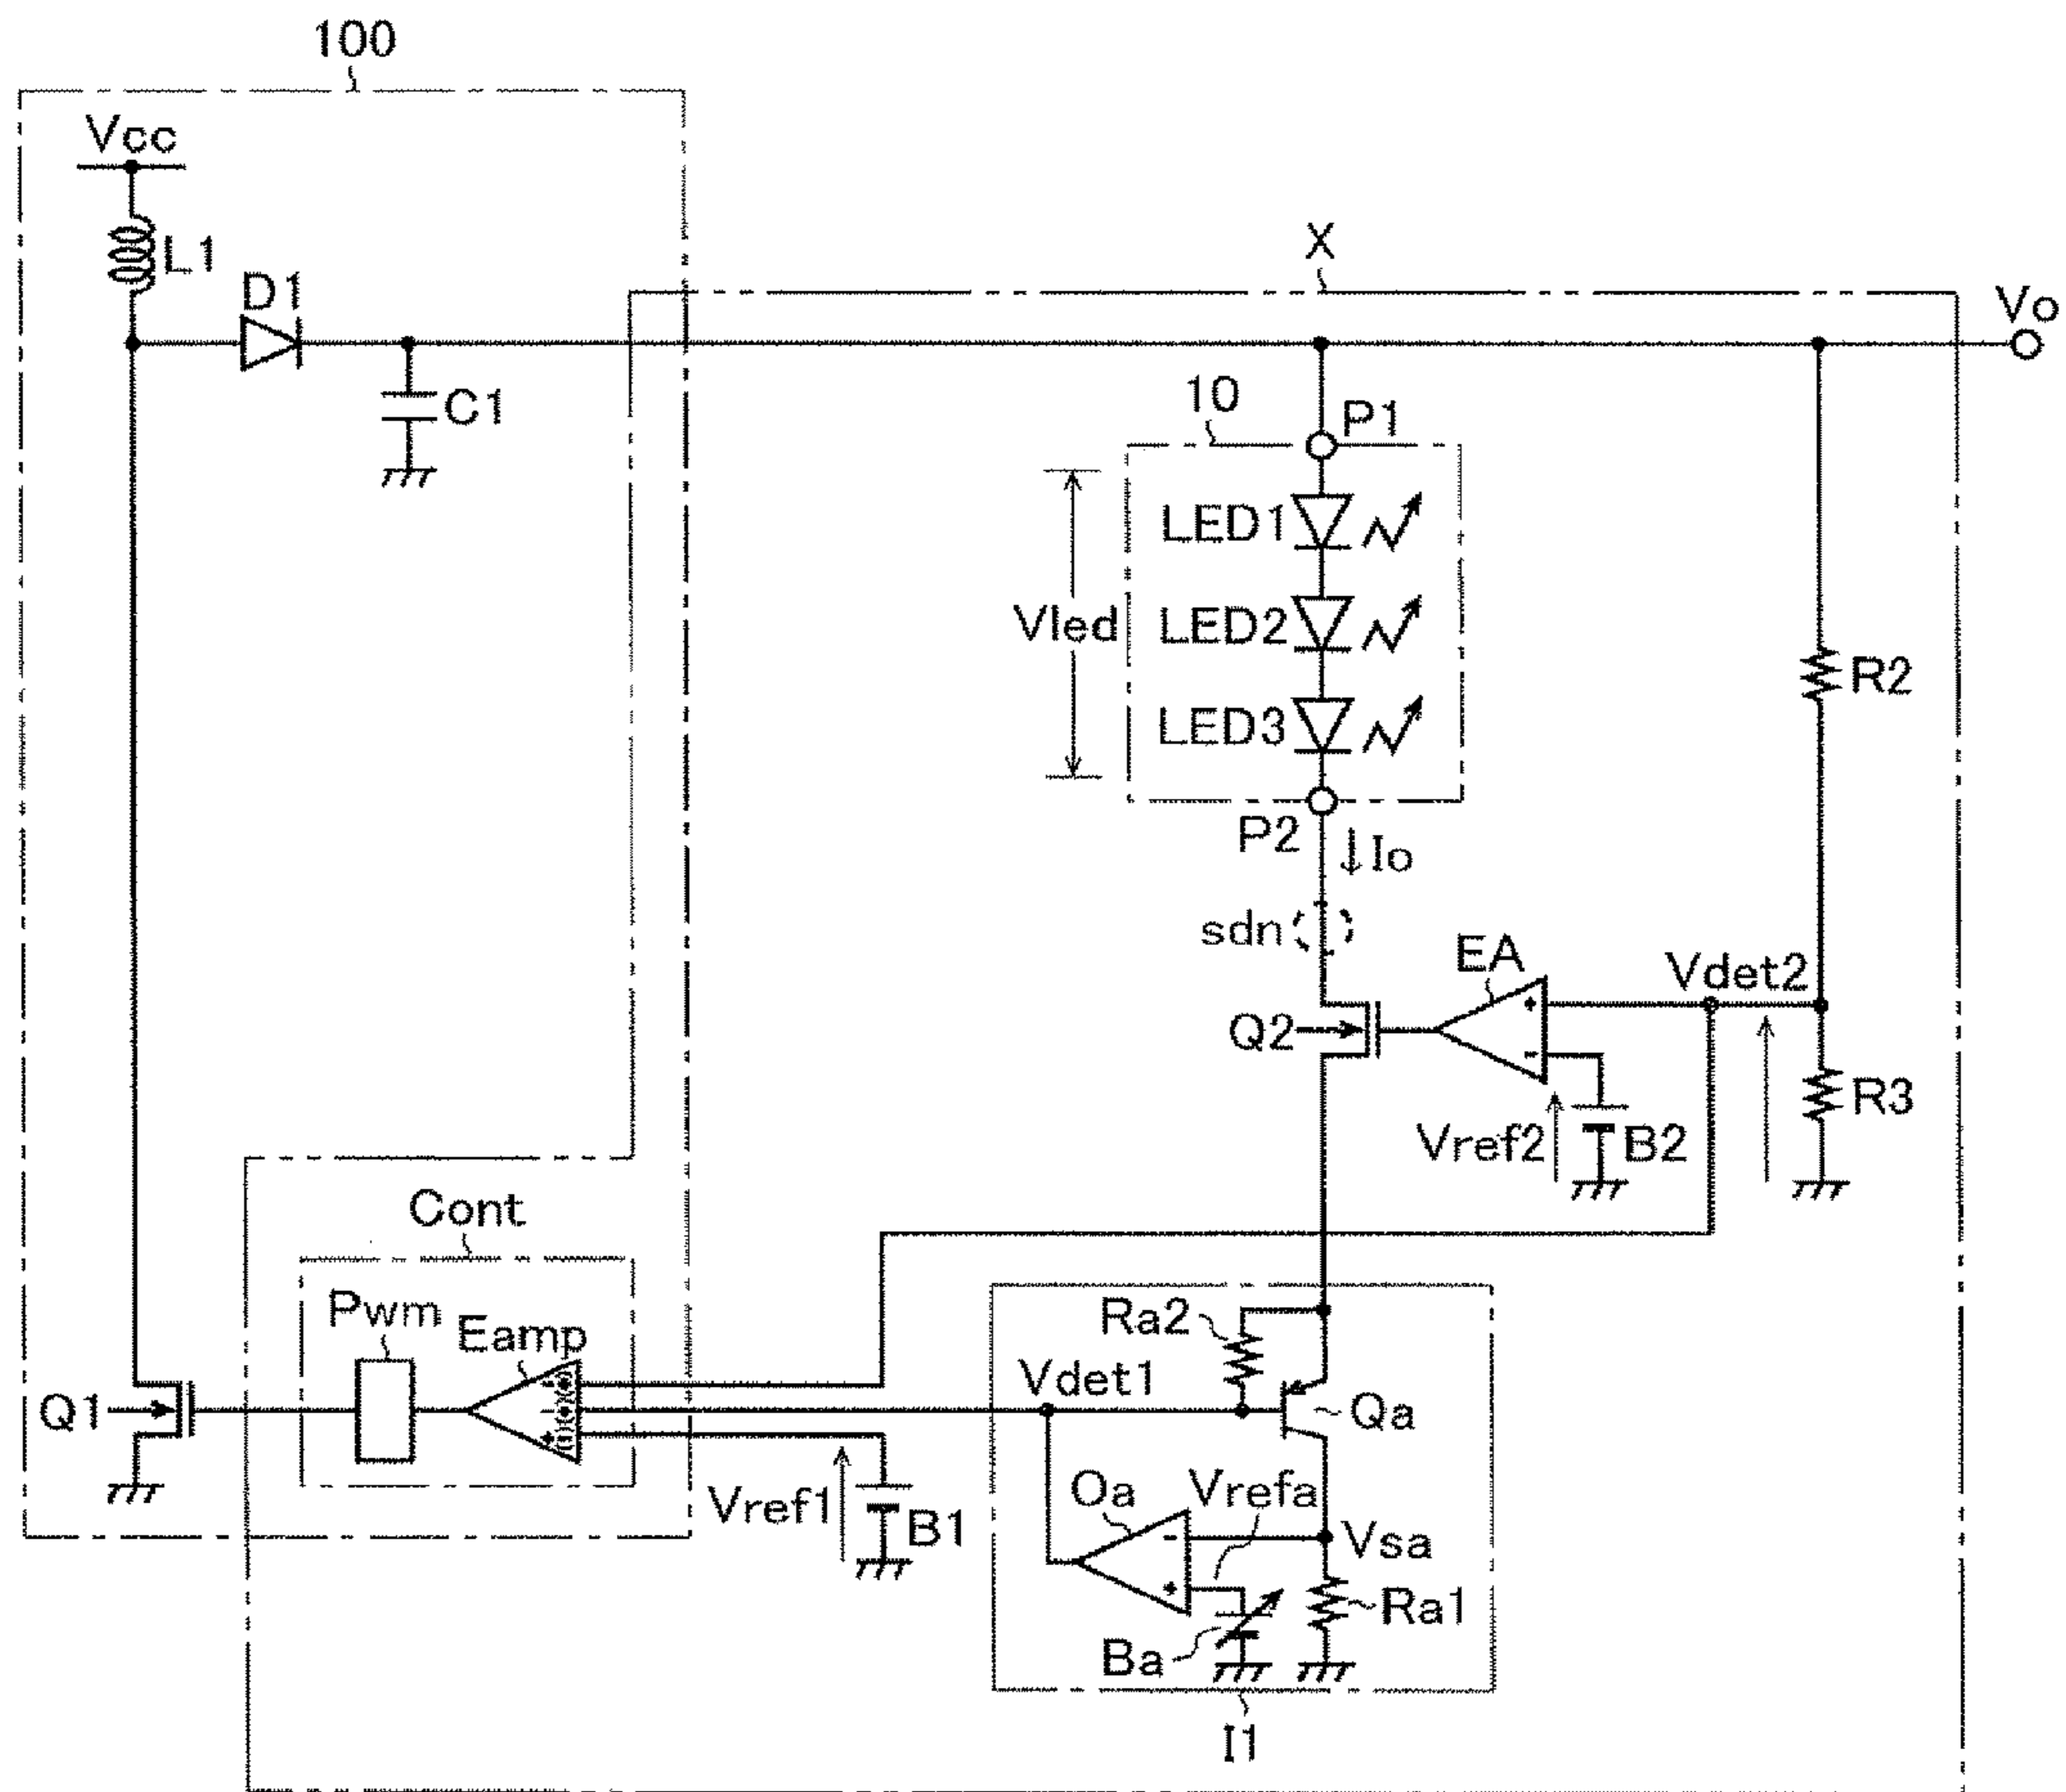 100
Vcc
L1
D1
X
Vo
C1
10
P1
LED1
Vled
LED2
R2
LED3
P2
Io
sdn
EA
Vdet2
Q2
+
-
R3
Vref2
B2
Cont
Pwm
Eamp
Ra2
Vdet1
Q1
Qa
Oa
Vrefa
Vref1
B1
-
Vsa
+
Ra1
Ba
I1